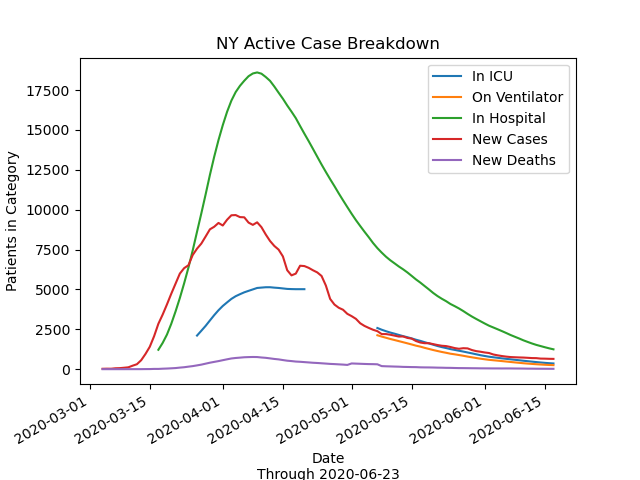 NY Active Case Breakdown
In ICU
On Ventilator
In Hospital
New Cases
New Deaths
Patients in Category
17500
15000
12500
10000
7500
5000
2500
0
2020-03-01
2020-03-15
2020-04-01
2020-04-15
2020-05-01
2020-05-15
2020-06-01
2020-06-15
Date
Through 2020-06-23